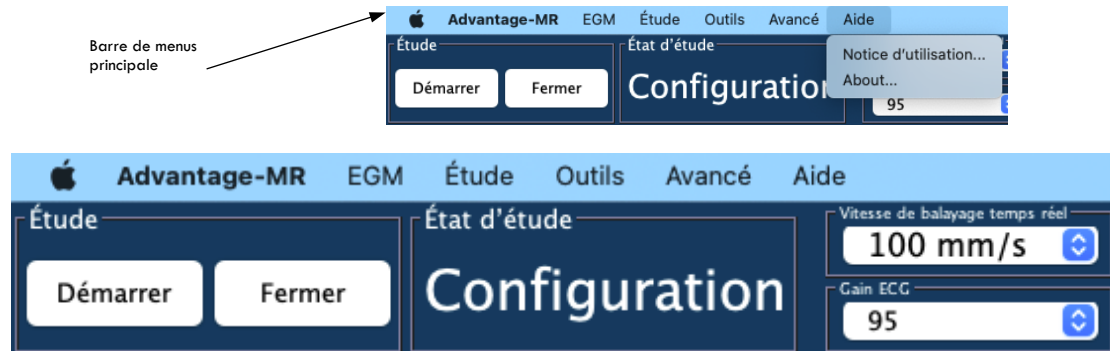 Barre de menus
principale
Advantage-MR EGM Étude Outils Avancé Aide
Étude
État d'étude
Notice d'utilisation...
About...
Démarrer Fermer
Configuration
95
Advantage-MR EGM Étude Outils Avancé Aide
Étude
État d'étude
Vitesse de balayage temps réel
100 mm/s
Démarrer Fermer
Configuration
Gain ECG
95